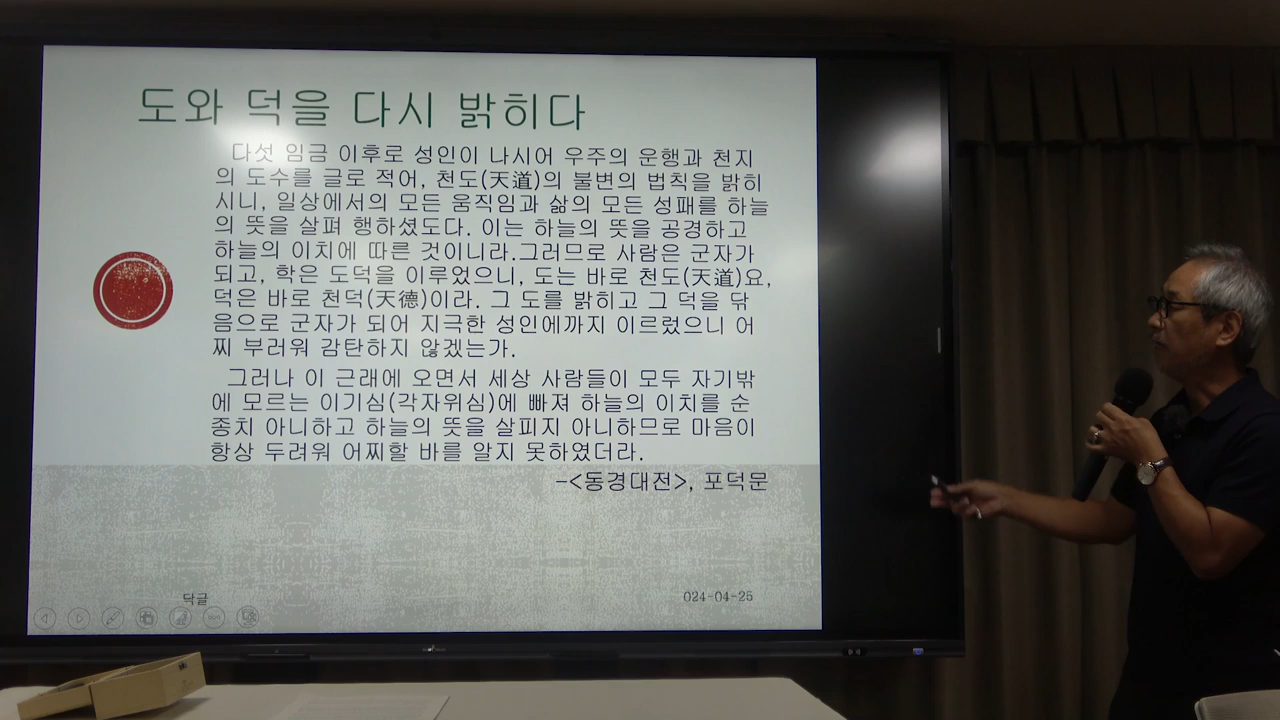 도와 덕을 다시 밝히다
다섯 임금 이후로 성인이 나시어 우주의 운행과 천지
의 도수를 글로 적어, 천도(天道)의 불변의 법칙을 밝히
시니, 일상에서의 모든 움직임과 삶의 모든 성패를 하늘
의 뜻을 살펴 행하셨도다. 이는 하늘의 뜻을 공경하고
하늘의 이치에 따른 것이니라.그러므로 사람은 군자가
되고, 학은 도덕을 이루었으니, 도는 바로 천도(天道)요,
덕은 바로 천덕(天德)이라. 그 도를 밝히고 그 덕을 닦
음으로 군자가 되어 지극한 성인에까지 이르렀으니 어
찌 부러워 감탄하지 않겠는가.
그러나 이 근래에 오면서 세상 사람들이 모두 자기밖
에 모르는 이기심(각자위심)에 빠져 하늘의 이치를 순
종치 아니하고 하늘의 뜻을 살피지 아니하므로 마음이
항상 두려워 어찌할 바를 알지 못하였더라.
-<동경대전>, 포덕문
닥글
024-04-25